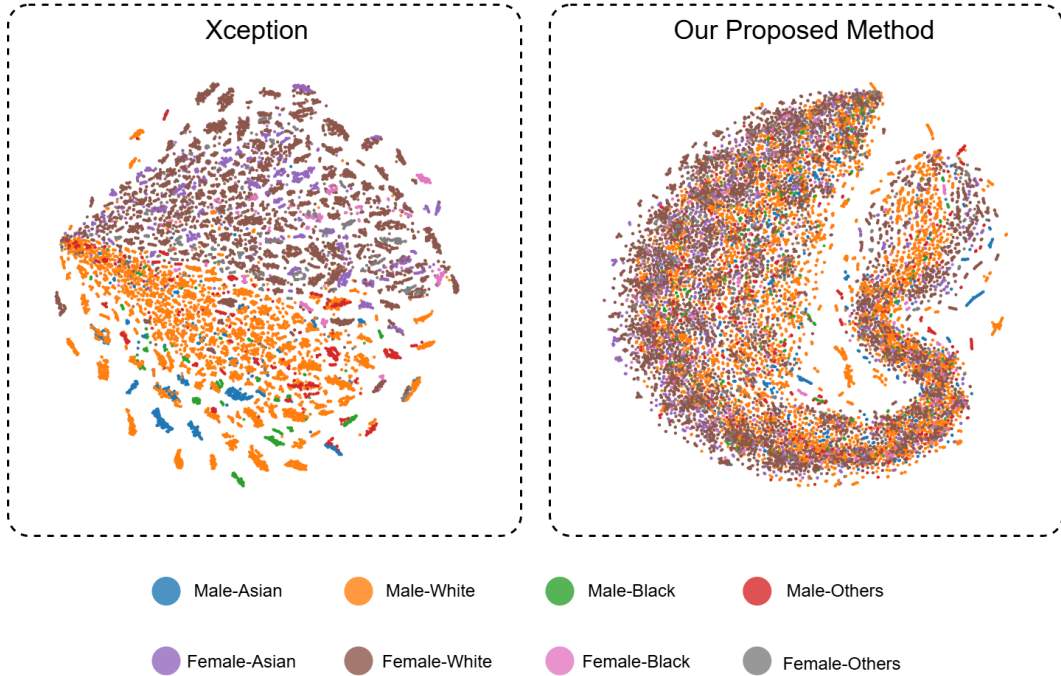 Xception
Our Proposed Method
Male-Asian
Male-White
Male-Black
Male-Others
Female-Asian
Female-White
Female-Black
Female-Others